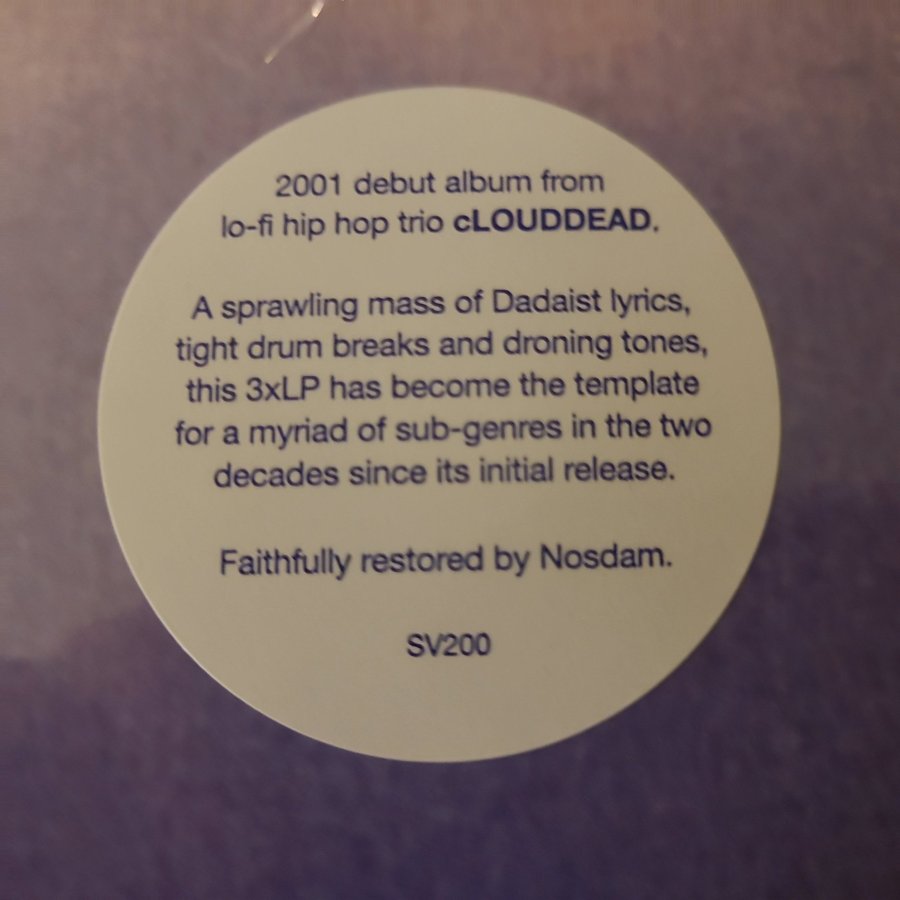 2001 debut album from
lo-fi hip hop trio cLOUDDEAD.
A sprawling mass of Dadaist lyrics,
tight drum breaks and droning tones,
this 3xLP has become the template
for a myriad of sub-genres in the two
decades since its initial release.
Faithfully restored by Nosdam.
SV200